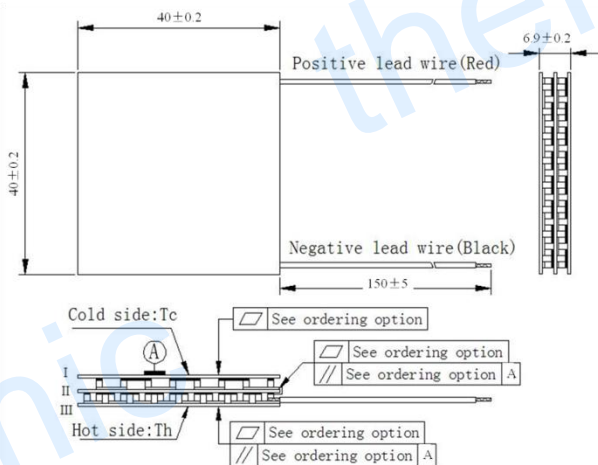 40±0.2
6.9±0.2
Positive lead wire(Red)
40±0.2
Negative lead wire(Black)
150±5
Cold side:Tc
See ordering option
A
See ordering option
I
// See ordering option A
II
III
Hot side:Th
See ordering option
// See ordering option A
ther
mic